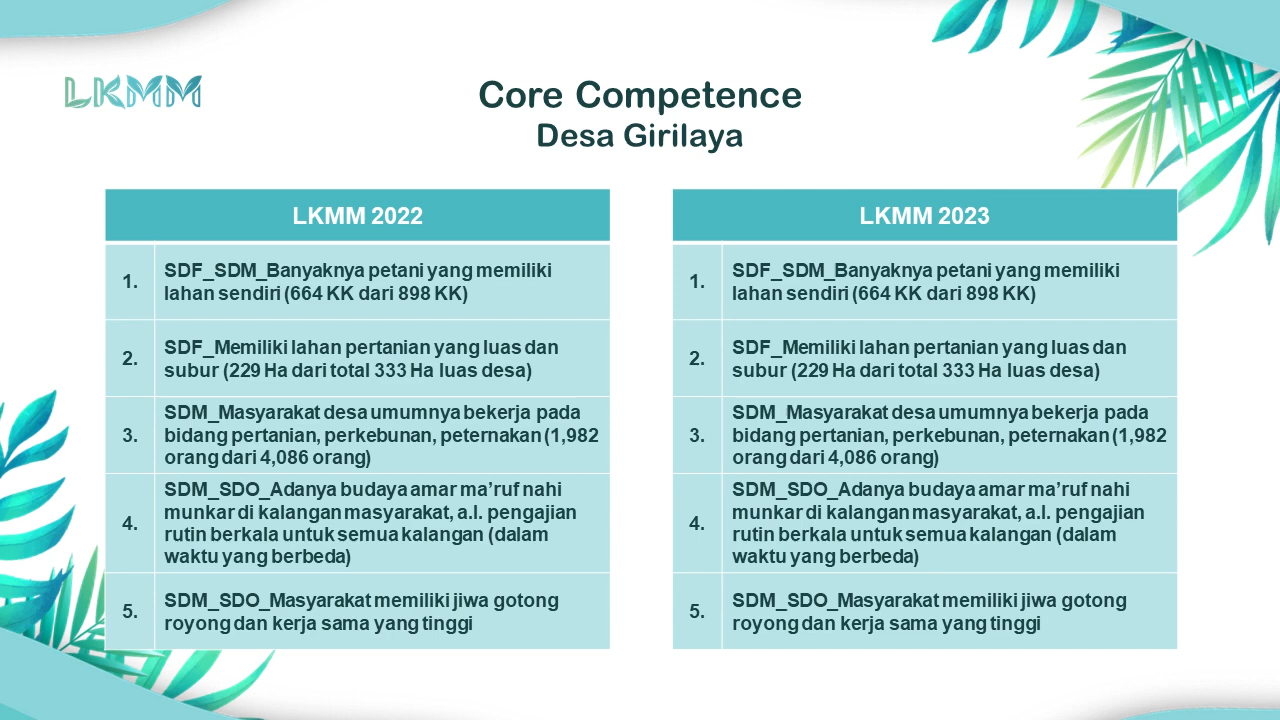 LKMM
Core Competence
Desa Girilaya
LKMM 2022
1.
SDF_SDM_Banyaknya petani yang memiliki
lahan sendiri (664 KK dari 898 KK)
2.
SDF_Memiliki lahan pertanian yang luas dan
subur (229 Ha dari total 333 Ha luas desa)
3.
SDM_Masyarakat desa umumnya bekerja pada
bidang pertanian, perkebunan, peternakan (1,982
orang dari 4,086 orang)
4.
SDM_SDO_Adanya budaya amar ma’ruf nahi
munkar di kalangan masyarakat, a.l. pengajian
rutin berkala untuk semua kalangan (dalam
waktu yang berbeda)
5.
SDM_SDO_Masyarakat memiliki jiwa gotong
royong dan kerja sama yang tinggi
LKMM 2023
1.
SDF_SDM_Banyaknya petani yang memiliki
lahan sendiri (664 KK dari 898 KK)
2.
SDF_Memiliki lahan pertanian yang luas dan
subur (229 Ha dari total 333 Ha luas desa)
3.
SDM_Masyarakat desa umumnya bekerja pada
bidang pertanian, perkebunan, peternakan (1,982
orang dari 4,086 orang)
4.
SDM_SDO_Adanya budaya amar ma’ruf nahi
munkar di kalangan masyarakat, a.l. pengajian
rutin berkala untuk semua kalangan (dalam
waktu yang berbeda)
5.
SDM_SDO_Masyarakat memiliki jiwa gotong
royong dan kerja sama yang tinggi